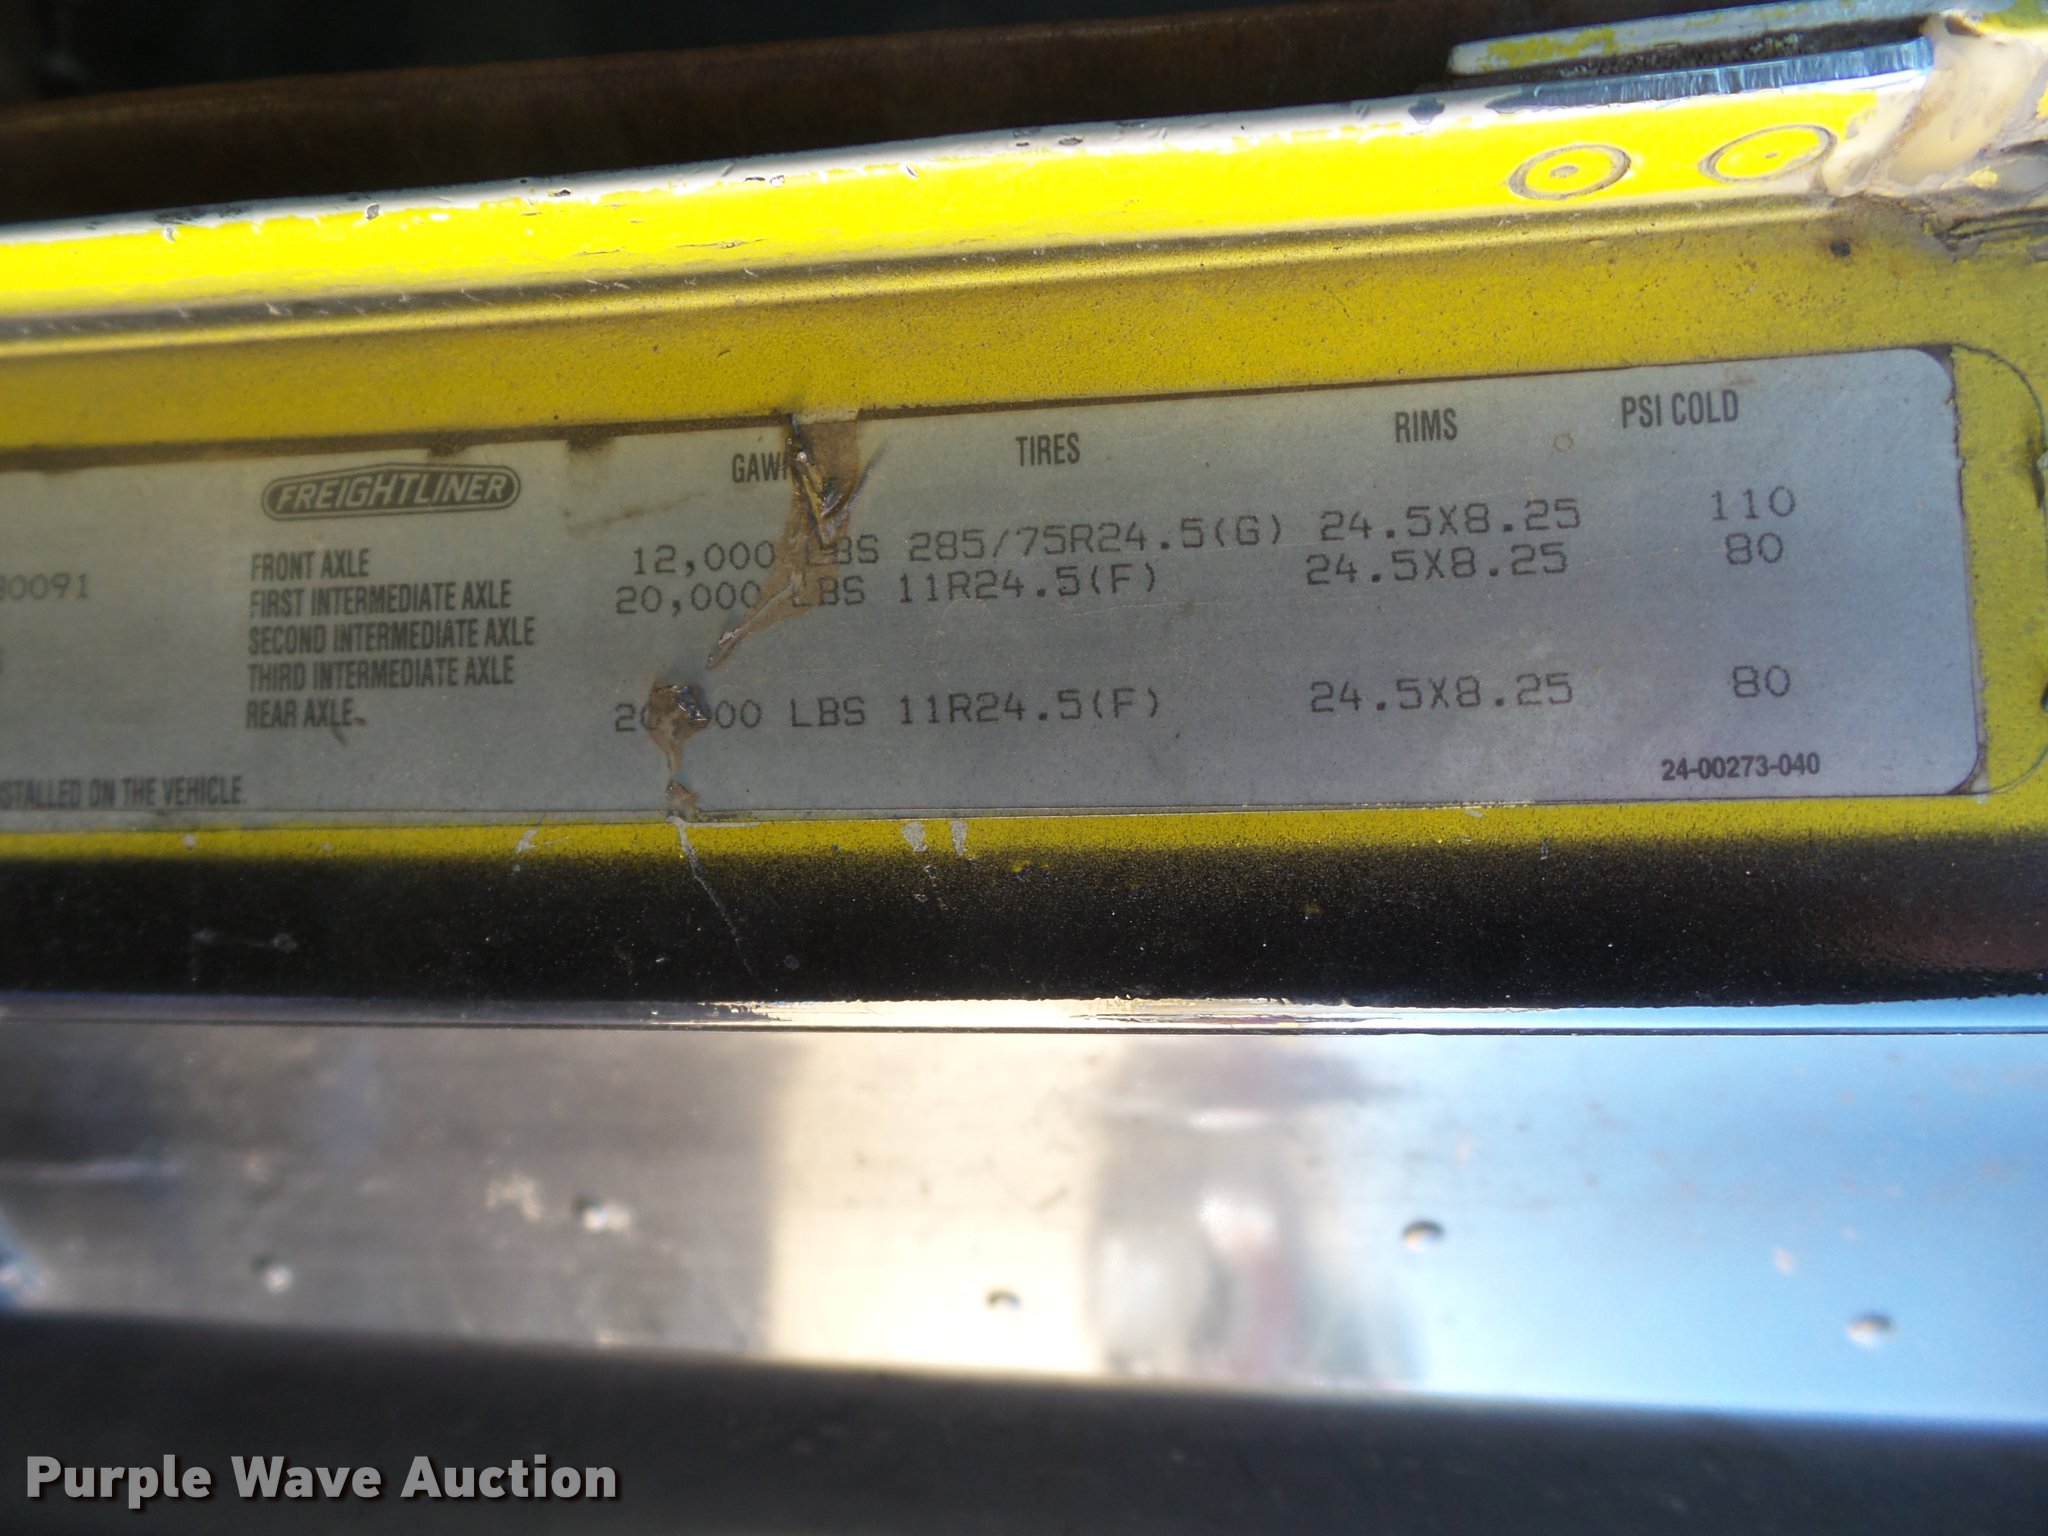 FREIGHTLINER GAW TIRES RIMS PSI COLD
FRONT AXLE 12,000 LBS 285/75R24.5(G) 24.5X8.25 110
0091 FIRST INTERMEDIATE AXLE 20,000 LBS 11R24.5(F) 24.5X8.25 80
SECOND INTERMEDIATE AXLE
THIRD INTERMEDIATE AXLE
REAR AXLE 20 00 LBS 11R24.5(F) 24.5X8.25 80
24-00273-040
STALLED ON THE VEHICLE.
Purple Wave Auction